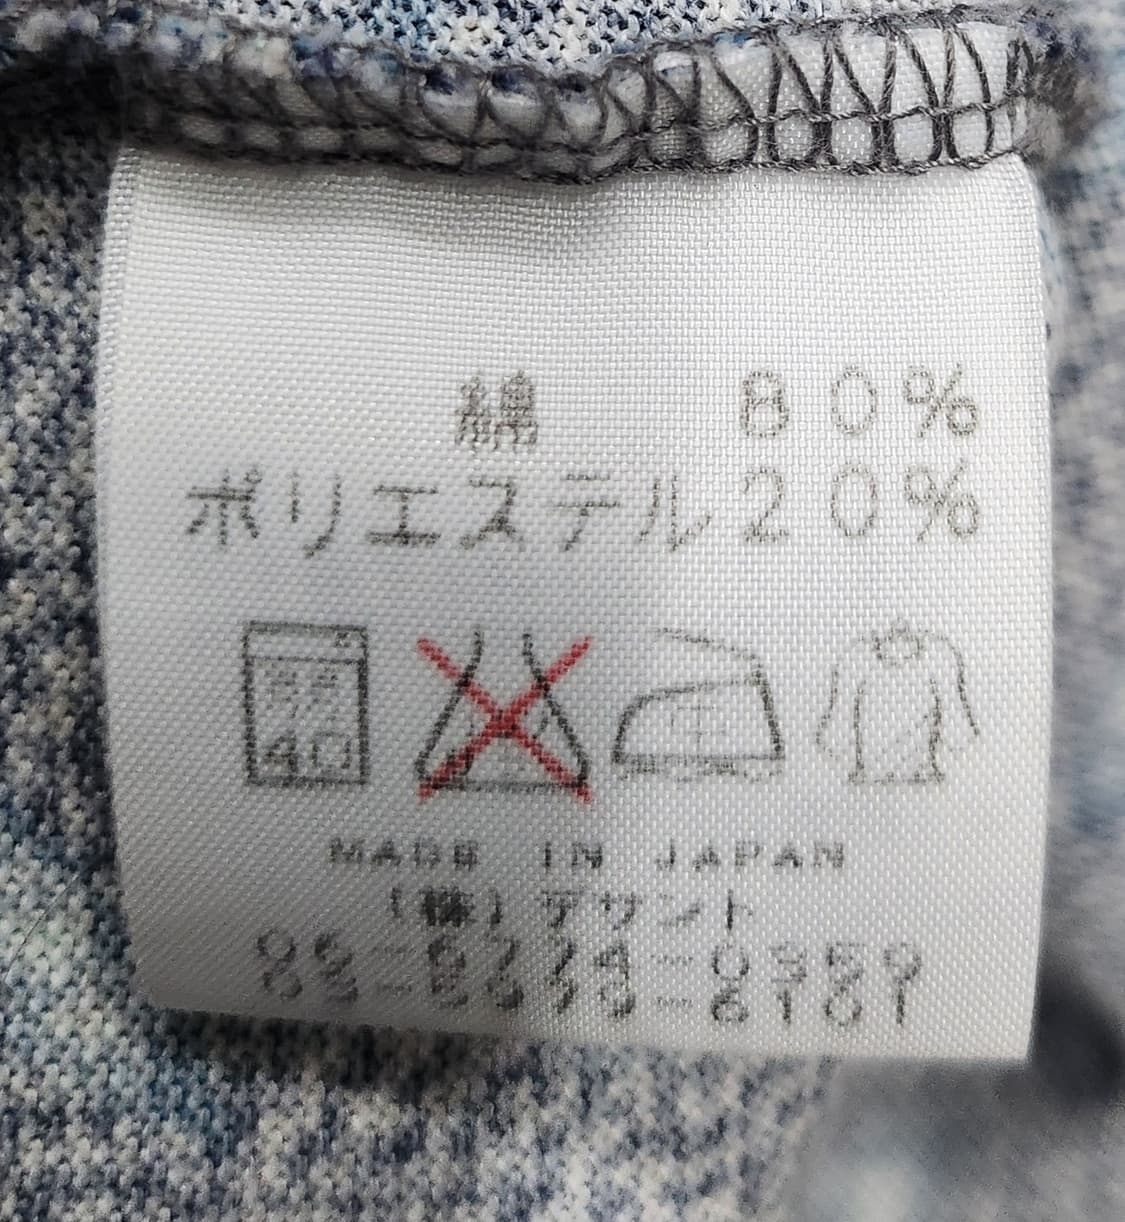 綿 80%
ポリエステル20%
40
中
MADE IN JAPAN
(株)デサント